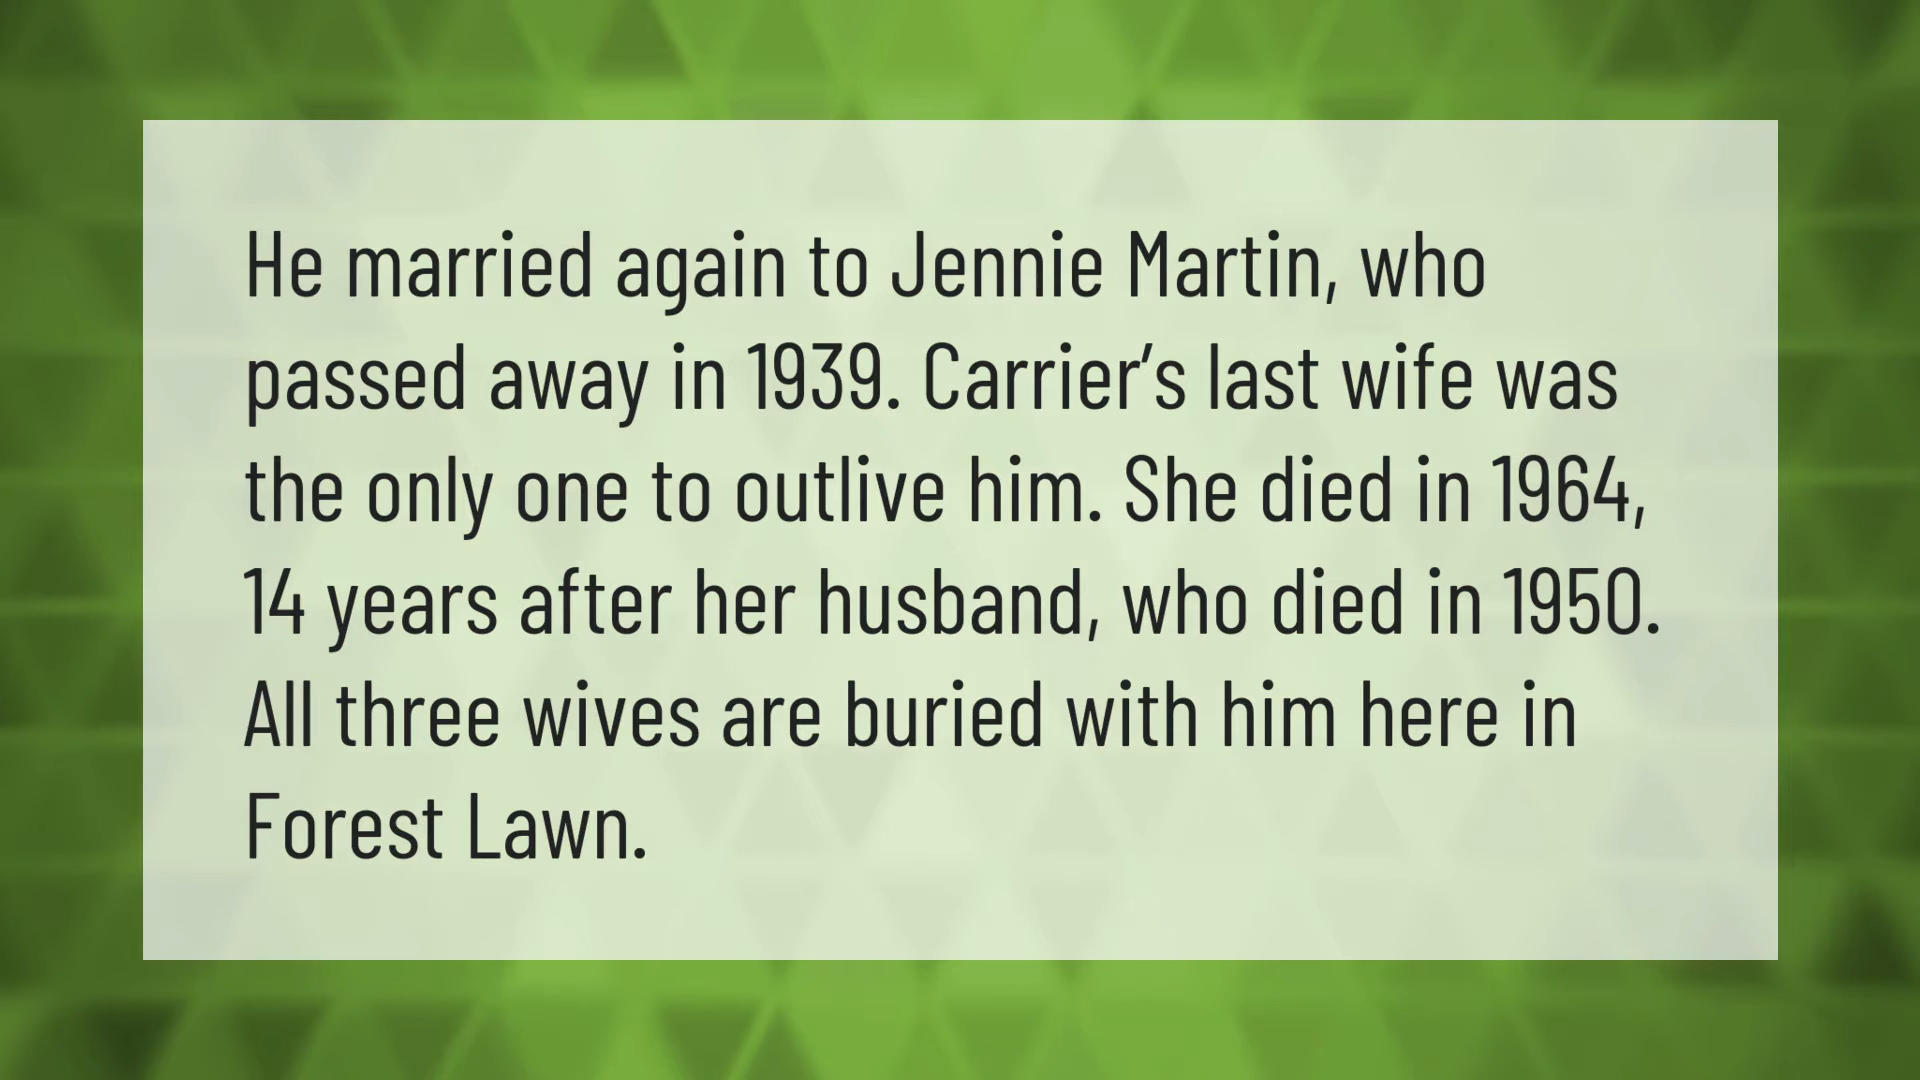 He married again to Jennie Martin, who
passed away in 1939. Carrier’s last wife was
the only one to outlive him. She died in 1964,
14 years after her husband, who died in 1950.
All three wives are buried with him here in
Forest Lawn.